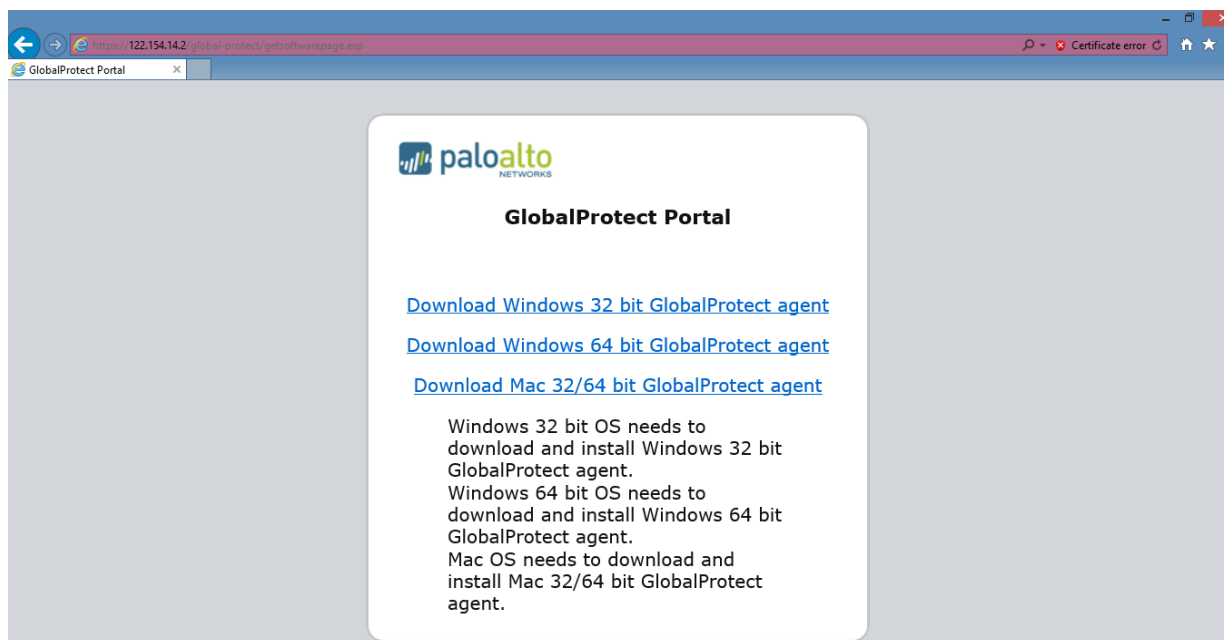 https://122.154.14.2/global-protect/getsoftwarepage.esp
Certificate error
GlobalProtect Portal
paloalto
NETWORKS
GlobalProtect Portal
Download Windows 32 bit GlobalProtect agent
Download Windows 64 bit GlobalProtect agent
Download Mac 32/64 bit GlobalProtect agent
Windows 32 bit OS needs to
download and install Windows 32 bit
GlobalProtect agent.
Windows 64 bit OS needs to
download and install Windows 64 bit
GlobalProtect agent.
Mac OS needs to download and
install Mac 32/64 bit GlobalProtect
agent.